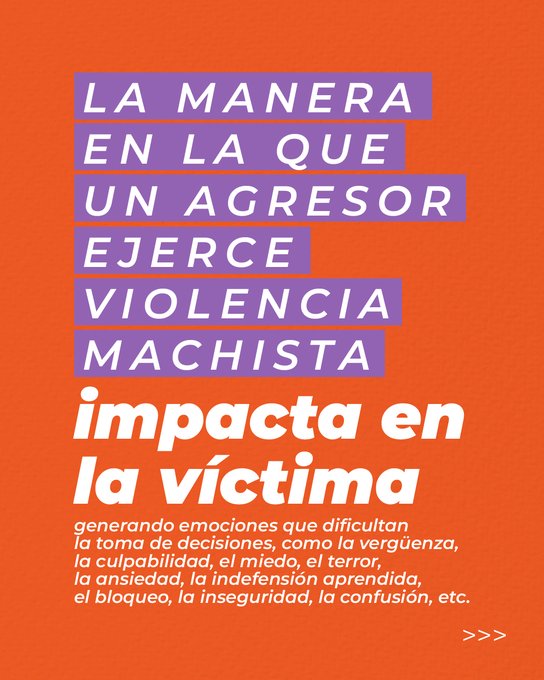 LA MANERA
EN LA QUE
UN AGRESOR
EJERCE
VIOLENCIA
MACHISTA
impacta en
la víctima
generando emociones que dificultan
la toma de decisiones, como la vergüenza,
la culpabilidad, el miedo, el terror,
la ansiedad, la indefensión aprendida,
el bloqueo, la inseguridad, la confusión, etc.
>>>